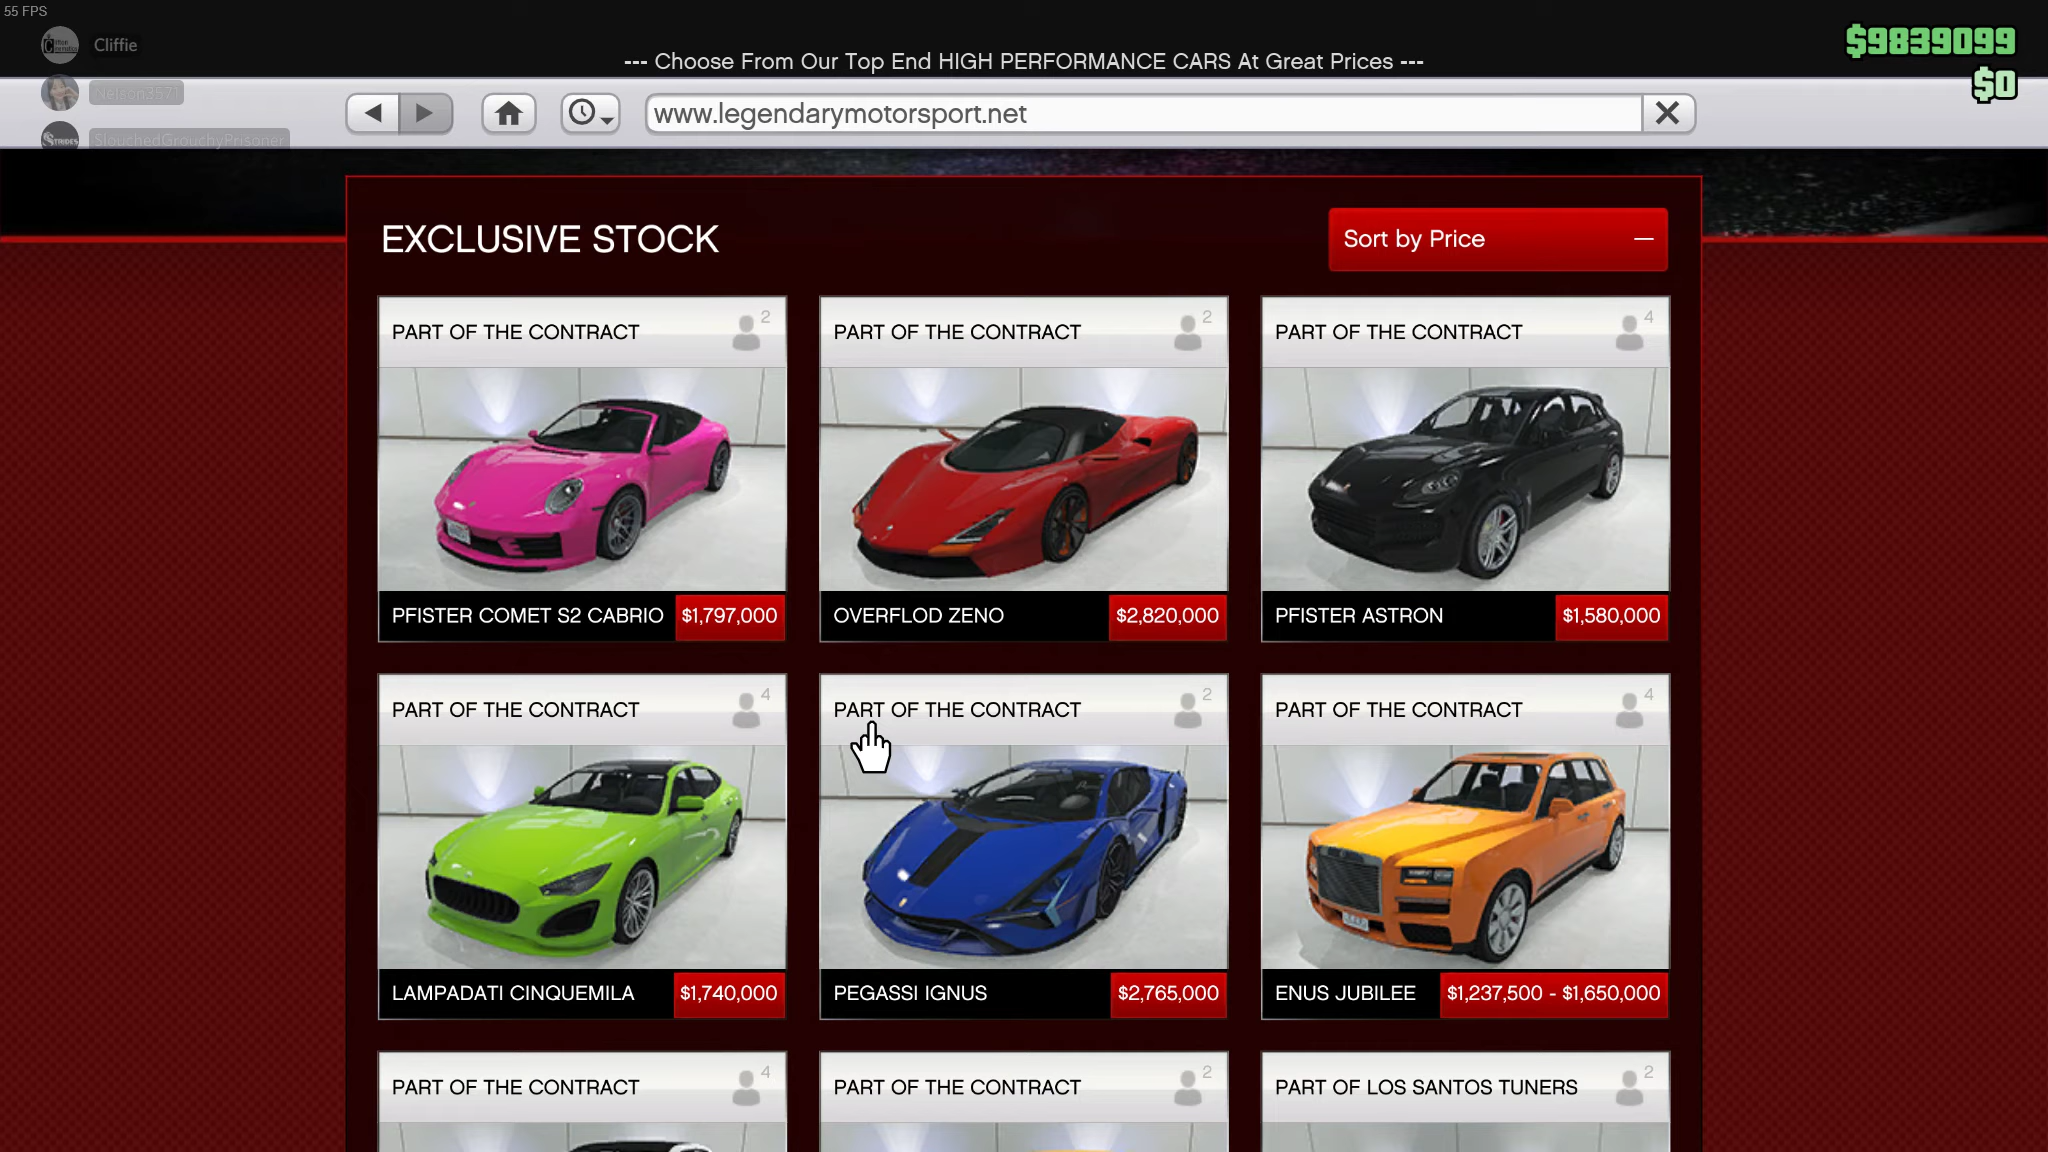 55 FPS
Cliffie
--- Choose From Our Top End HIGH PERFORMANCE CARS At Great Prices ---
$9839099
$0
Nelson3571
SlouchedGrouchyPrisoner
www.legendarymotorsport.net
EXCLUSIVE STOCK
Sort by Price
PART OF THE CONTRACT 2
PART OF THE CONTRACT 2
PART OF THE CONTRACT 4
PFISTER COMET S2 CABRIO $1,797,000
OVERFLOD ZENO $2,820,000
PFISTER ASTRON $1,580,000
PART OF THE CONTRACT 4
PART OF THE CONTRACT 2
PART OF THE CONTRACT 4
LAMPADATI CINQUEMILA $1,740,000
PEGASSI IGNUS $2,765,000
ENUS JUBILEE $1,237,500 - $1,650,000
PART OF THE CONTRACT 4
PART OF THE CONTRACT 2
PART OF LOS SANTOS TUNERS 2